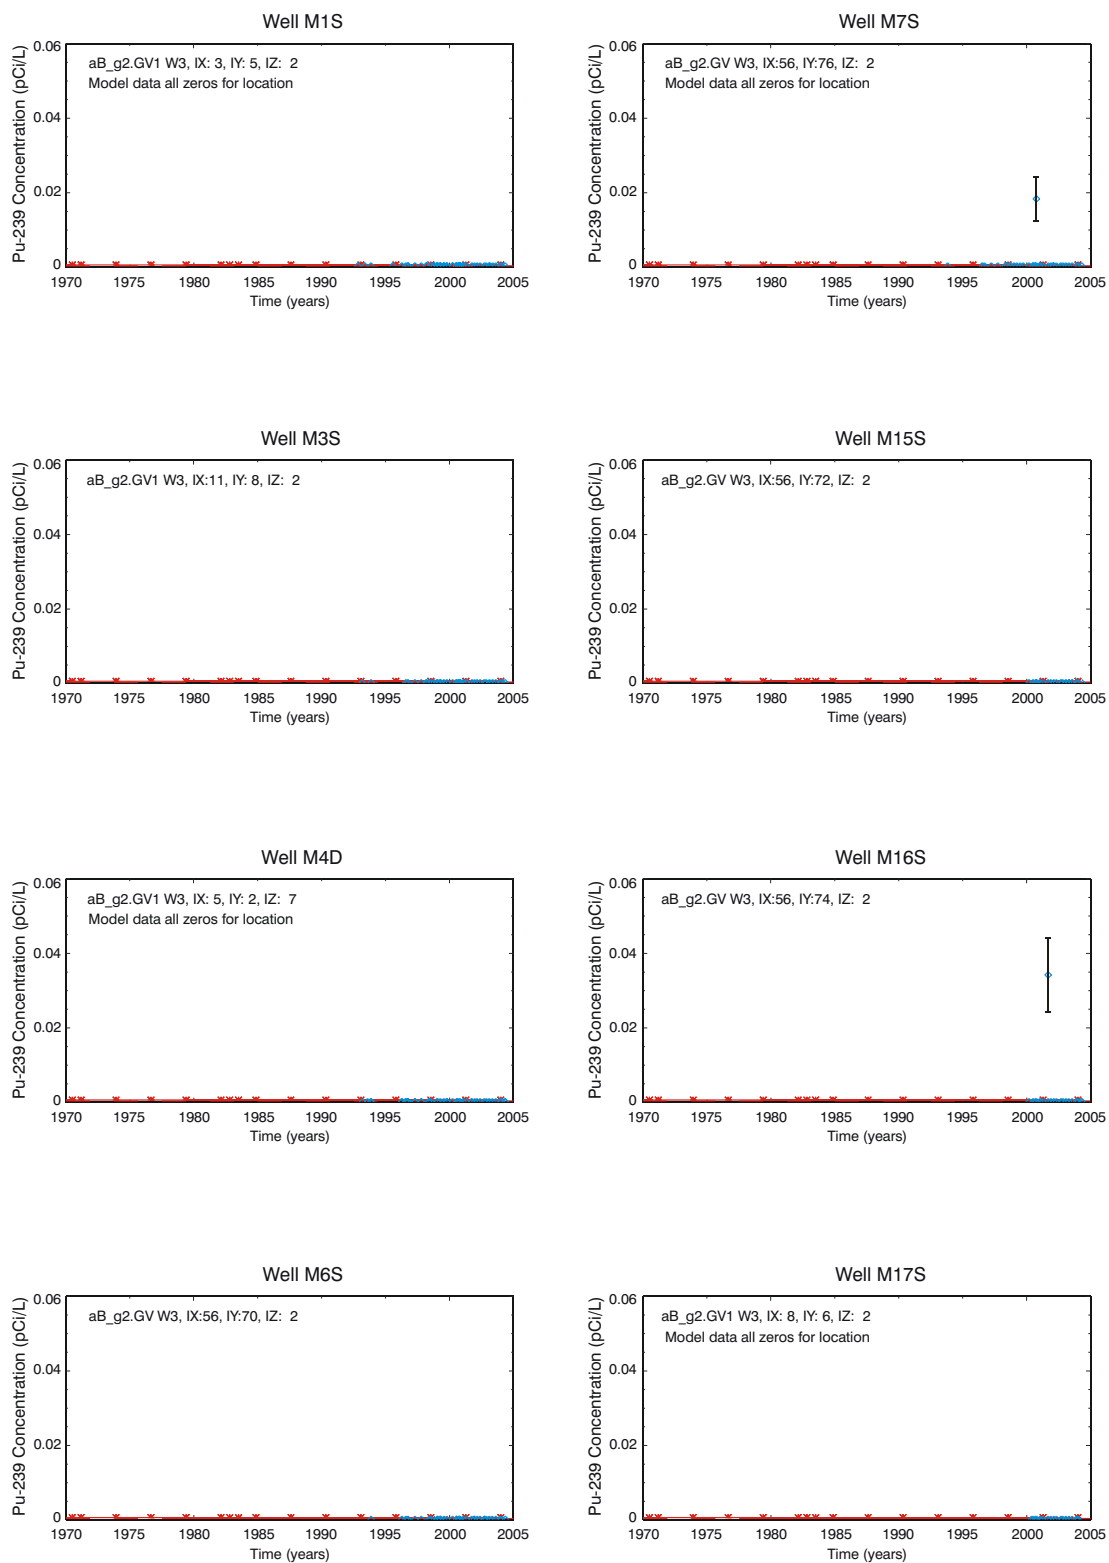 Well M1S
Pu-239 Concentration (pCi/L)
0.06
0.04
0.02
0
aB_g2.GV1 W3, IX: 3, IY: 5, IZ: 2
Model data all zeros for location
1970 1975 1980 1985 1990 1995 2000 2005
Time (years)
Well M7S
Pu-239 Concentration (pCi/L)
0.06
0.04
0.02
0
aB_g2.GV W3, IX:56, IY:76, IZ: 2
Model data all zeros for location
1970 1975 1980 1985 1990 1995 2000 2005
Time (years)
Well M3S
Pu-239 Concentration (pCi/L)
0.06
0.04
0.02
0
aB_g2.GV1 W3, IX:11, IY: 8, IZ: 2
1970 1975 1980 1985 1990 1995 2000 2005
Time (years)
Well M15S
Pu-239 Concentration (pCi/L)
0.06
0.04
0.02
0
aB_g2.GV W3, IX:56, IY:72, IZ: 2
1970 1975 1980 1985 1990 1995 2000 2005
Time (years)
Well M4D
Pu-239 Concentration (pCi/L)
0.06
0.04
0.02
0
aB_g2.GV1 W3, IX: 5, IY: 2, IZ: 7
Model data all zeros for location
1970 1975 1980 1985 1990 1995 2000 2005
Time (years)
Well M16S
Pu-239 Concentration (pCi/L)
0.06
0.04
0.02
0
aB_g2.GV W3, IX:56, IY:74, IZ: 2
1970 1975 1980 1985 1990 1995 2000 2005
Time (years)
Well M6S
Pu-239 Concentration (pCi/L)
0.06
0.04
0.02
0
aB_g2.GV W3, IX:56, IY:70, IZ: 2
1970 1975 1980 1985 1990 1995 2000 2005
Time (years)
Well M17S
Pu-239 Concentration (pCi/L)
0.06
0.04
0.02
0
aB_g2.GV1 W3, IX: 8, IY: 6, IZ: 2
Model data all zeros for location
1970 1975 1980 1985 1990 1995 2000 2005
Time (years)